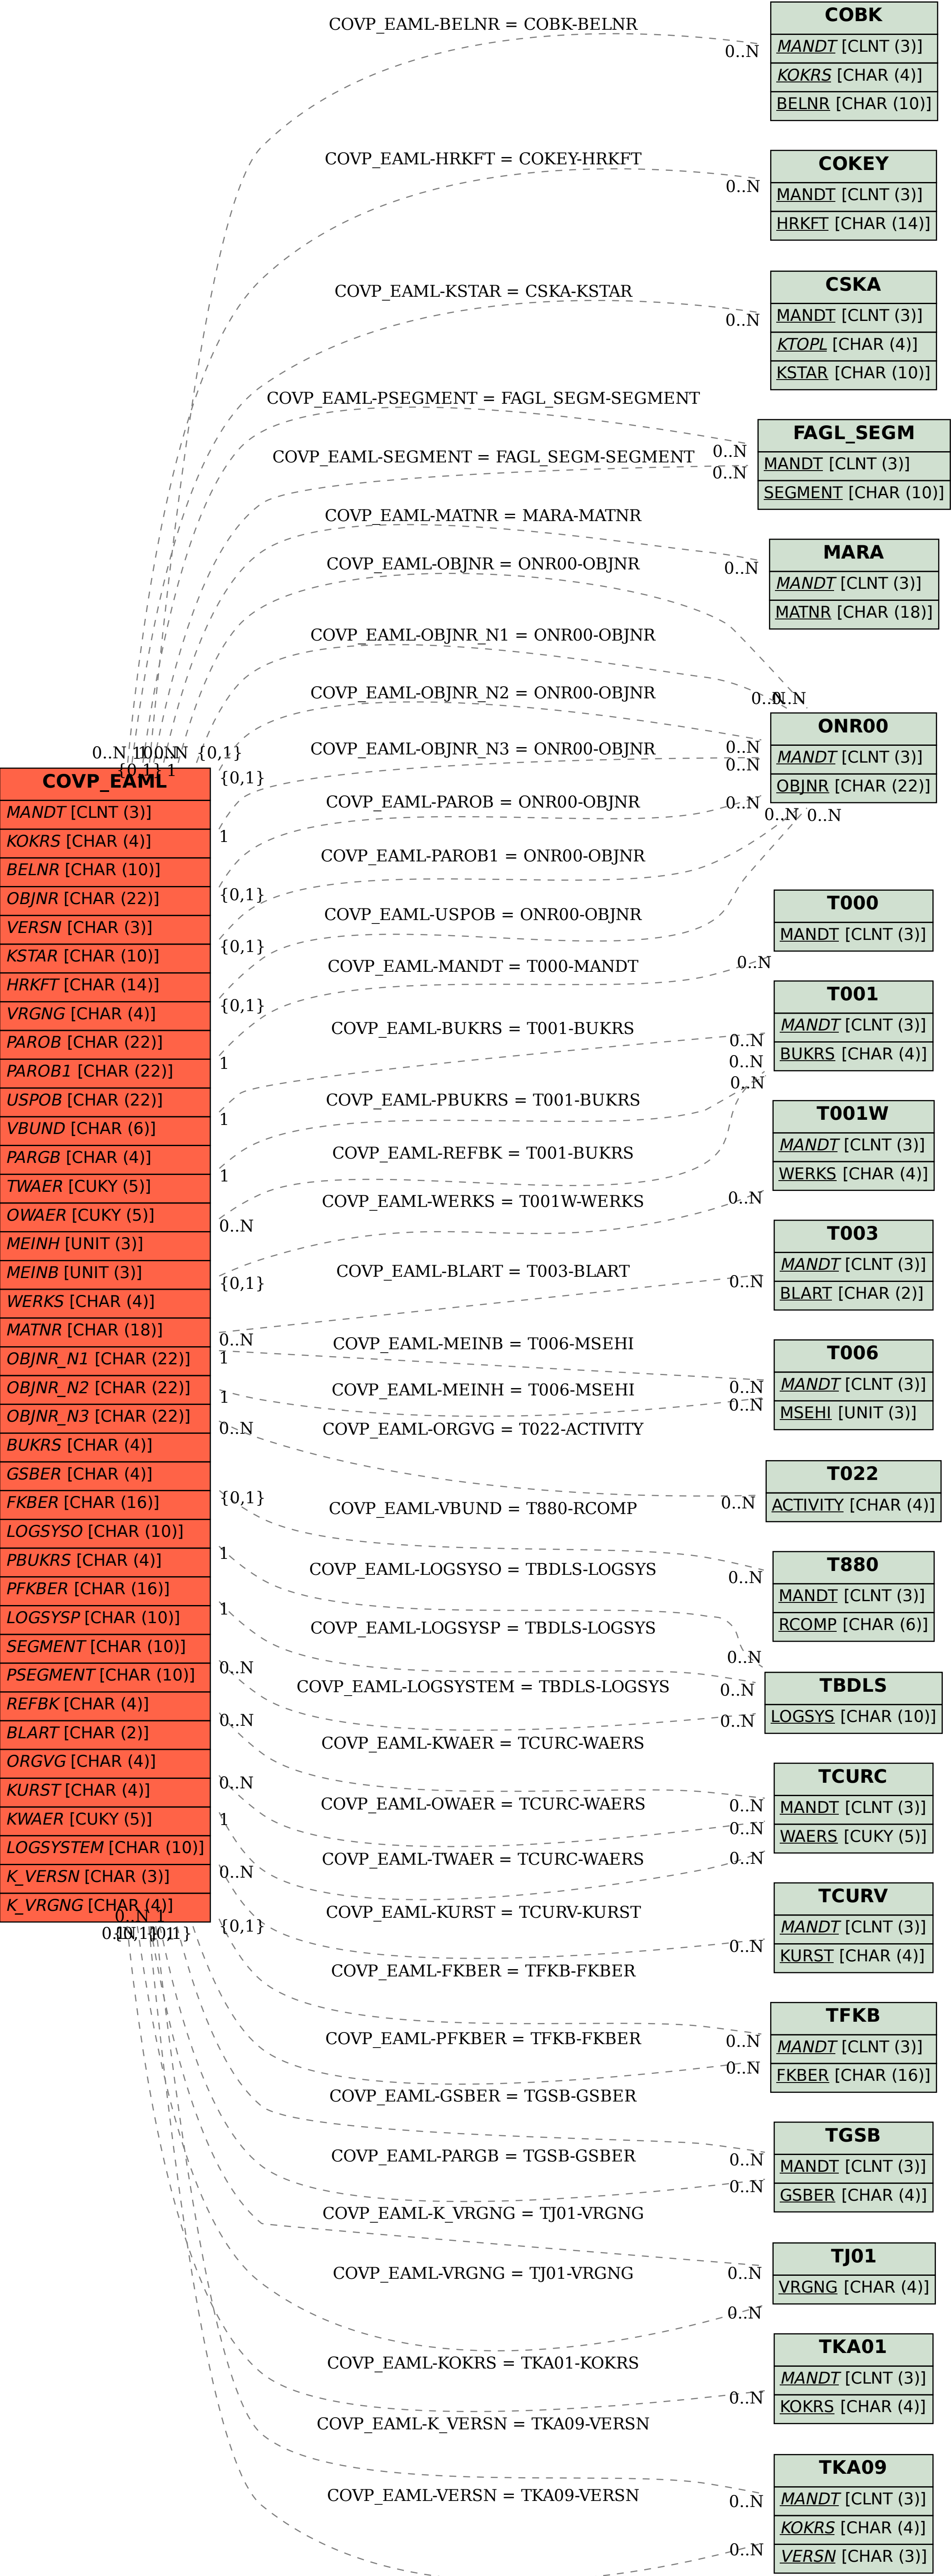 COVP_EAML-BELNR = COBK-BELNR
0..N
COBK
MANDT [CLNT (3)]
KOKRS [CHAR (4)]
BELNR [CHAR (10)]
COVP_EAML-HRKFT = COKEY-HRKFT
0..N
COKEY
MANDT [CLNT (3)]
HRKFT [CHAR (14)]
COVP_EAML-KSTAR = CSKA-KSTAR
0..N
CSKA
MANDT [CLNT (3)]
KTOPL [CHAR (4)]
KSTAR [CHAR (10)]
COVP_EAML-PSEGMENT = FAGL_SEGM-SEGMENT
0..N
COVP_EAML-SEGMENT = FAGL_SEGM-SEGMENT
0..N
FAGL_SEGM
MANDT [CLNT (3)]
SEGMENT [CHAR (10)]
COVP_EAML-MATNR = MARA-MATNR
0..N
MARA
MANDT [CLNT (3)]
MATNR [CHAR (18)]
COVP_EAML-OBJNR = ONR00-OBJNR
COVP_EAML-OBJNR_N1 = ONR00-OBJNR
COVP_EAML-OBJNR_N2 = ONR00-OBJNR
0..N
COVP_EAML-OBJNR_N3 = ONR00-OBJNR
0..N
COVP_EAML-PAROB = ONR00-OBJNR
0..N
ONR00
MANDT [CLNT (3)]
OBJNR [CHAR (22)]
0..N
0..N
COVP_EAML-PAROB1 = ONR00-OBJNR
COVP_EAML-USPOB = ONR00-OBJNR
COVP_EAML-MANDT = T000-MANDT
0..N
T000
MANDT [CLNT (3)]
COVP_EAML-BUKRS = T001-BUKRS
0..N
0..N
0..N
T001
MANDT [CLNT (3)]
BUKRS [CHAR (4)]
COVP_EAML-PBUKRS = T001-BUKRS
COVP_EAML-REFBK = T001-BUKRS
COVP_EAML-WERKS = T001W-WERKS
0..N
T001W
MANDT [CLNT (3)]
WERKS [CHAR (4)]
COVP_EAML-BLART = T003-BLART
0..N
T003
MANDT [CLNT (3)]
BLART [CHAR (2)]
COVP_EAML-MEINB = T006-MSEHI
0..N
COVP_EAML-MEINH = T006-MSEHI
0..N
T006
MANDT [CLNT (3)]
MSEHI [UNIT (3)]
COVP_EAML-ORGVG = T022-ACTIVITY
0..N
T022
ACTIVITY [CHAR (4)]
COVP_EAML-VBUND = T880-RCOMP
0..N
T880
MANDT [CLNT (3)]
RCOMP [CHAR (6)]
COVP_EAML-LOGSYSO = TBDLS-LOGSYS
0..N
COVP_EAML-LOGSYSP = TBDLS-LOGSYS
0..N
COVP_EAML-LOGSYSTEM = TBDLS-LOGSYS
0..N
TBDLS
LOGSYS [CHAR (10)]
COVP_EAML-KWAER = TCURC-WAERS
0..N
COVP_EAML-OWAER = TCURC-WAERS
0..N
COVP_EAML-TWAER = TCURC-WAERS
0..N
TCURC
MANDT [CLNT (3)]
WAERS [CUKY (5)]
COVP_EAML-KURST = TCURV-KURST
0..N
TCURV
MANDT [CLNT (3)]
KURST [CHAR (4)]
COVP_EAML-FKBER = TFKB-FKBER
0..N
COVP_EAML-PFKBER = TFKB-FKBER
0..N
TFKB
MANDT [CLNT (3)]
FKBER [CHAR (16)]
COVP_EAML-GSBER = TGSB-GSBER
0..N
COVP_EAML-PARGB = TGSB-GSBER
0..N
TGSB
MANDT [CLNT (3)]
GSBER [CHAR (4)]
COVP_EAML-K_VRGNG = TJ01-VRGNG
0..N
COVP_EAML-VRGNG = TJ01-VRGNG
0..N
TJ01
VRGNG [CHAR (4)]
COVP_EAML-KOKRS = TKA01-KOKRS
0..N
TKA01
MANDT [CLNT (3)]
KOKRS [CHAR (4)]
COVP_EAML-K_VERSN = TKA09-VERSN
0..N
COVP_EAML-VERSN = TKA09-VERSN
0..N
TKA09
MANDT [CLNT (3)]
KOKRS [CHAR (4)]
VERSN [CHAR (3)]
0..N
{0,1}
1
COVP_EAML
MANDT [CLNT (3)]
KOKRS [CHAR (4)]
BELNR [CHAR (10)]
OBJNR [CHAR (22)]
VERSN [CHAR (3)]
KSTAR [CHAR (10)]
HRKFT [CHAR (14)]
VRGNG [CHAR (4)]
PAROB [CHAR (22)]
PAROB1 [CHAR (22)]
USPOB [CHAR (22)]
VBUND [CHAR (6)]
PARGB [CHAR (4)]
TWAER [CUKY (5)]
OWAER [CUKY (5)]
MEINH [UNIT (3)]
MEINB [UNIT (3)]
WERKS [CHAR (4)]
MATNR [CHAR (18)]
OBJNR_N1 [CHAR (22)]
OBJNR_N2 [CHAR (22)]
OBJNR_N3 [CHAR (22)]
BUKRS [CHAR (4)]
GSBER [CHAR (4)]
FKBER [CHAR (16)]
LOGSYSO [CHAR (10)]
PBUKRS [CHAR (4)]
PFKBER [CHAR (16)]
LOGSYSP [CHAR (10)]
SEGMENT [CHAR (10)]
PSEGMENT [CHAR (10)]
REFBK [CHAR (4)]
BLART [CHAR (2)]
ORGVG [CHAR (4)]
KURST [CHAR (4)]
KWAER [CUKY (5)]
LOGSYSTEM [CHAR (10)]
K_VERSN [CHAR (3)]
K_VRGNG [CHAR (4)]
{0,1}
1
{0,1}
{0,1}
{0,1}
1
1
1
0..N
{0,1}
0..N
1
1
0..N
{0,1}
1
1
0..N
0..N
0..N
1
0..N
{0,1}
0..N
1